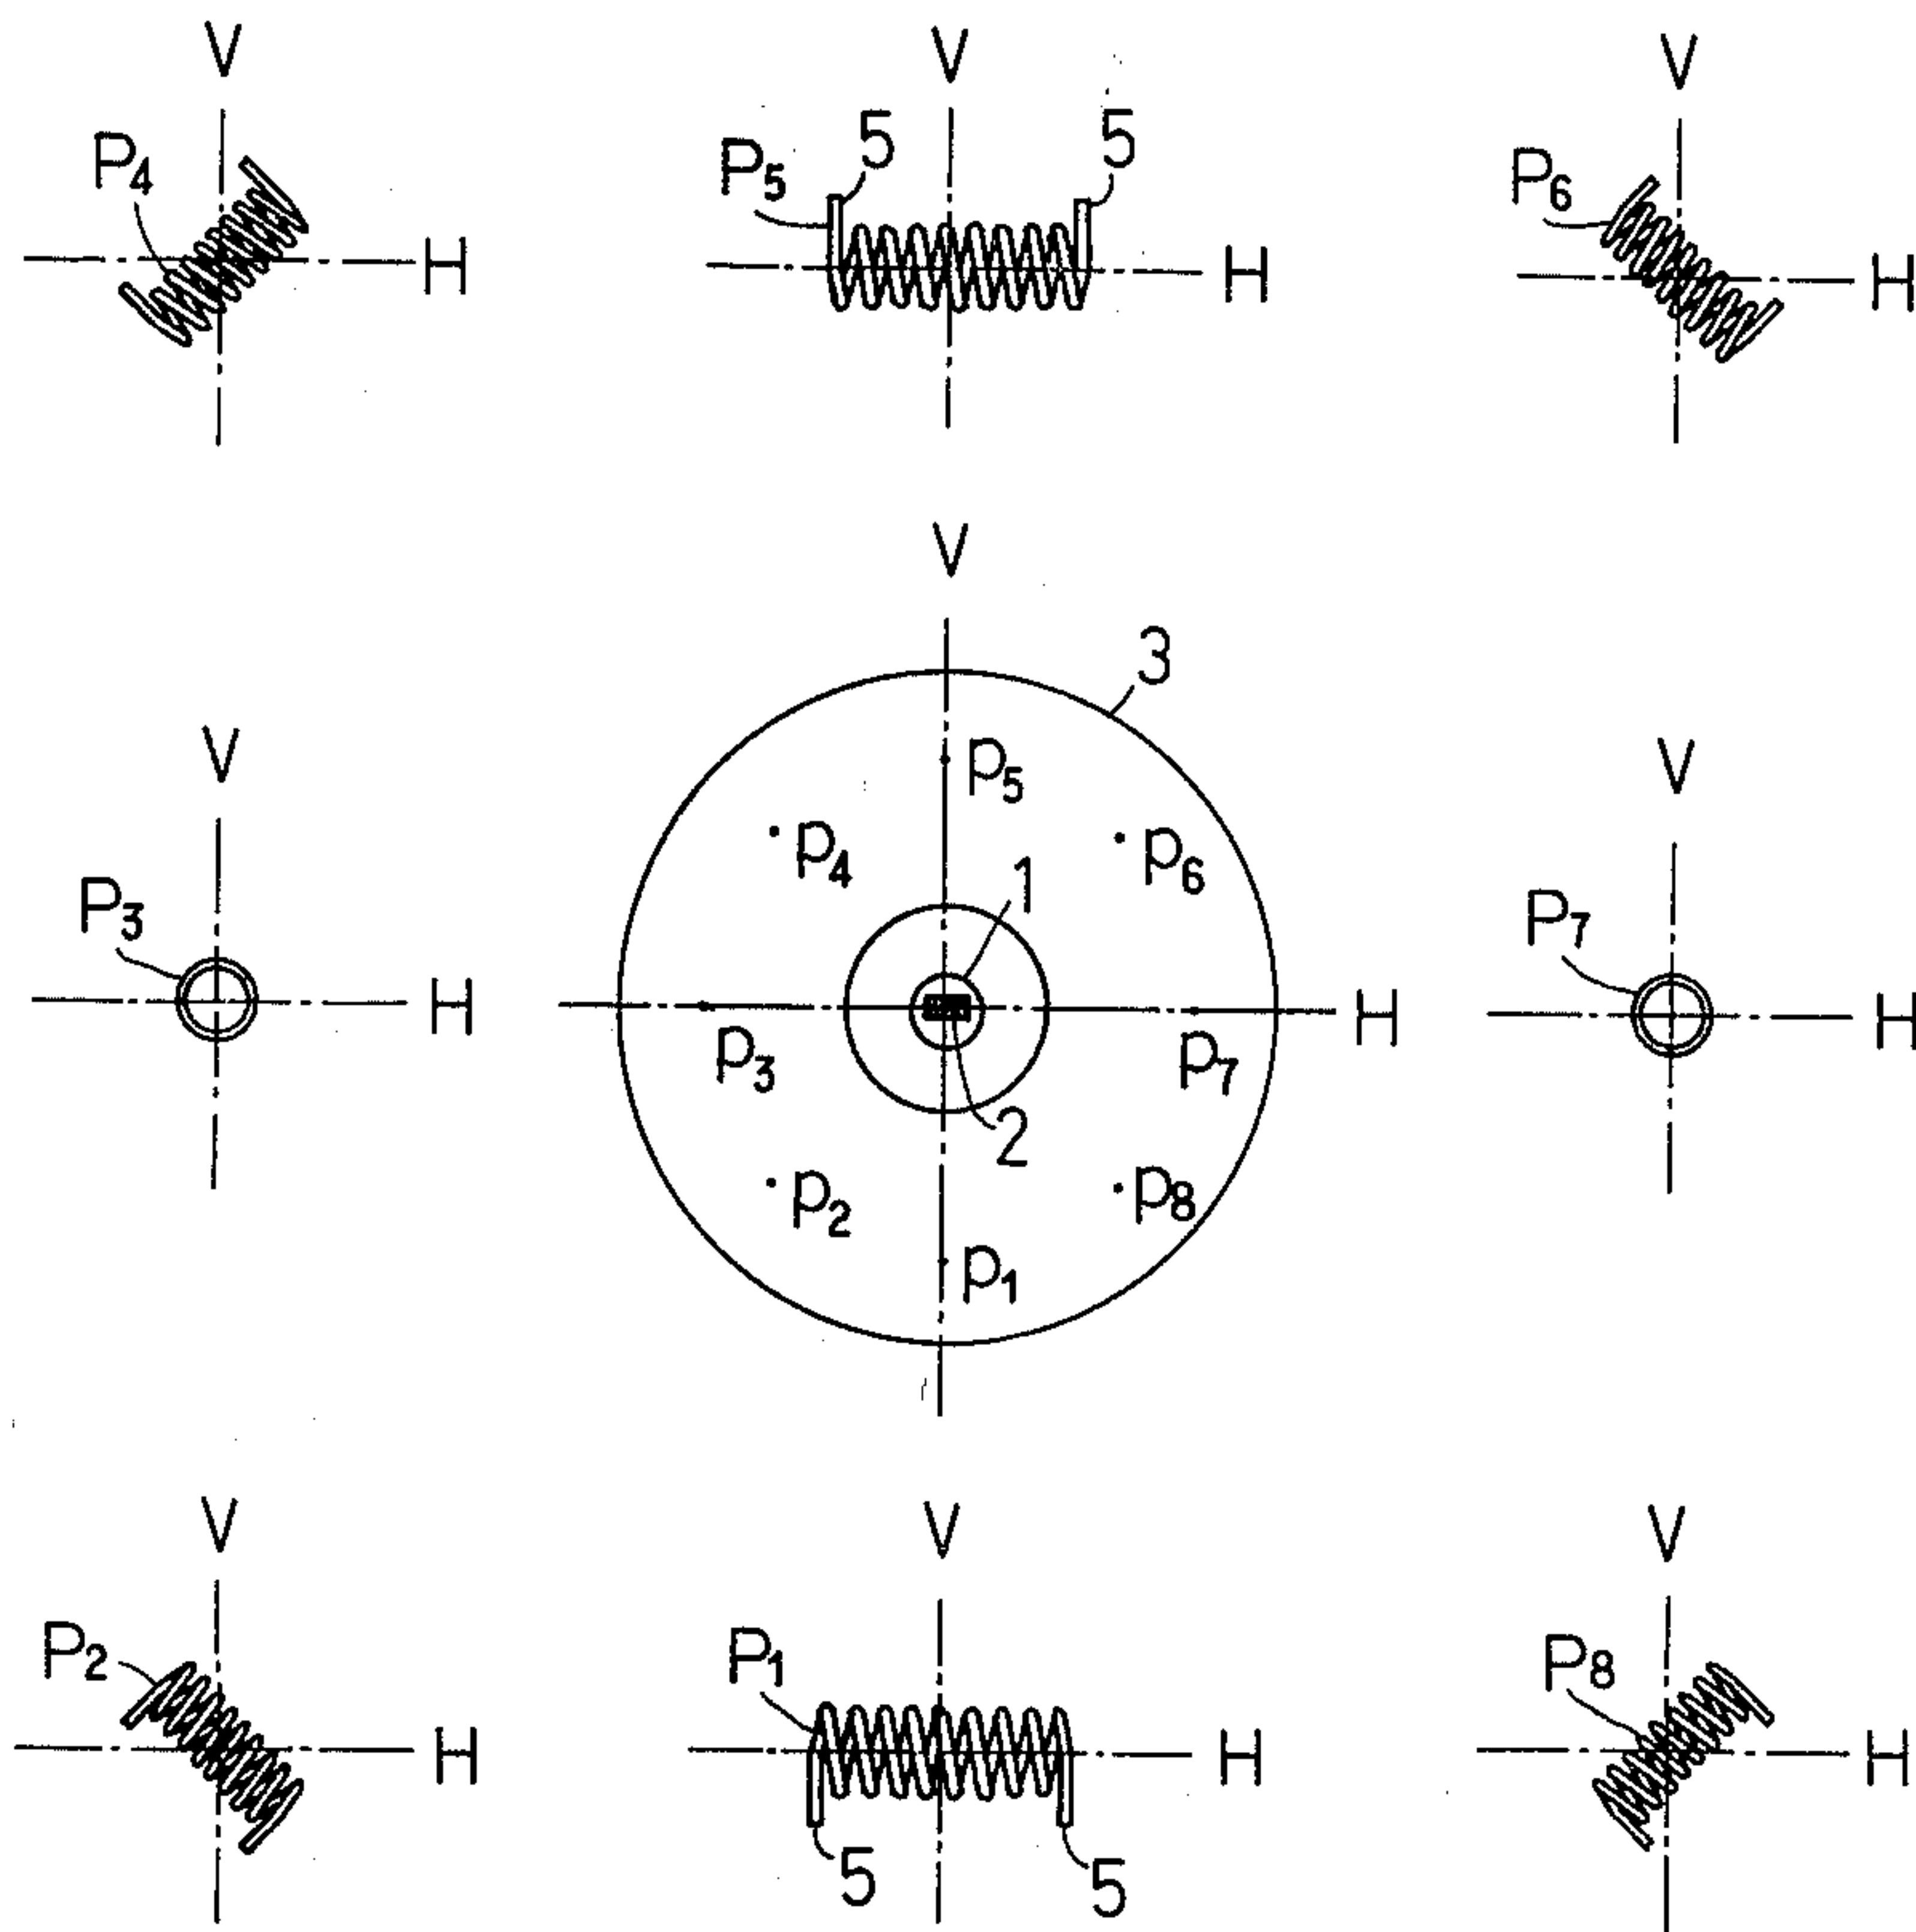 V V V
P4 P5 5 5 P6
H H H
V
3
V p5 V
p4 p6
P3 1 P7
H H H
p3 p7
2
p2 p8
p1
V V V
P2 P1 P8
H H H
5 5